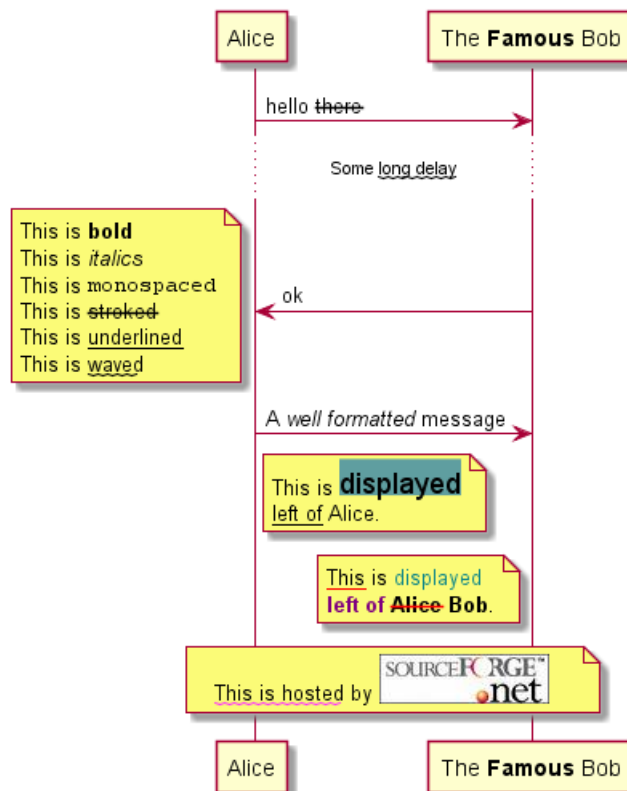 Alice
The Famous Bob
hello there
Some long delay
This is bold
This is italics
This is monospaced
This is stroked
This is underlined
This is waved
ok
A well formatted message
This is displayed
left of Alice.
This is displayed
left of Alice Bob.
This is hosted by SOURCEFORGE™
.net
Alice
The Famous Bob